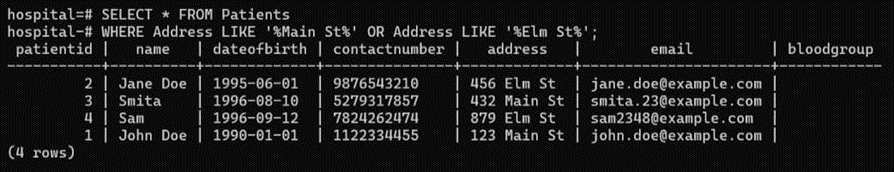 hospital=# SELECT * FROM Patients
hospital-# WHERE Address LIKE '%Main St%' OR Address LIKE '%Elm St%';
 patientid |   name   | dateofbirth | contactnumber |   address   |        email         | bloodgroup
-----------+----------+-------------+---------------+-------------+----------------------+------------
         2 | Jane Doe | 1995-06-01  | 9876543210    | 456 Elm St  | jane.doe@example.com |
         3 | Smita    | 1996-08-10  | 5279317857    | 432 Main St | smita.23@example.com |
         4 | Sam      | 1996-09-12  | 7824262474    | 879 Elm St  | sam2348@example.com  |
         1 | John Doe | 1990-01-01  | 1122334455    | 123 Main St | john.doe@example.com |
(4 rows)